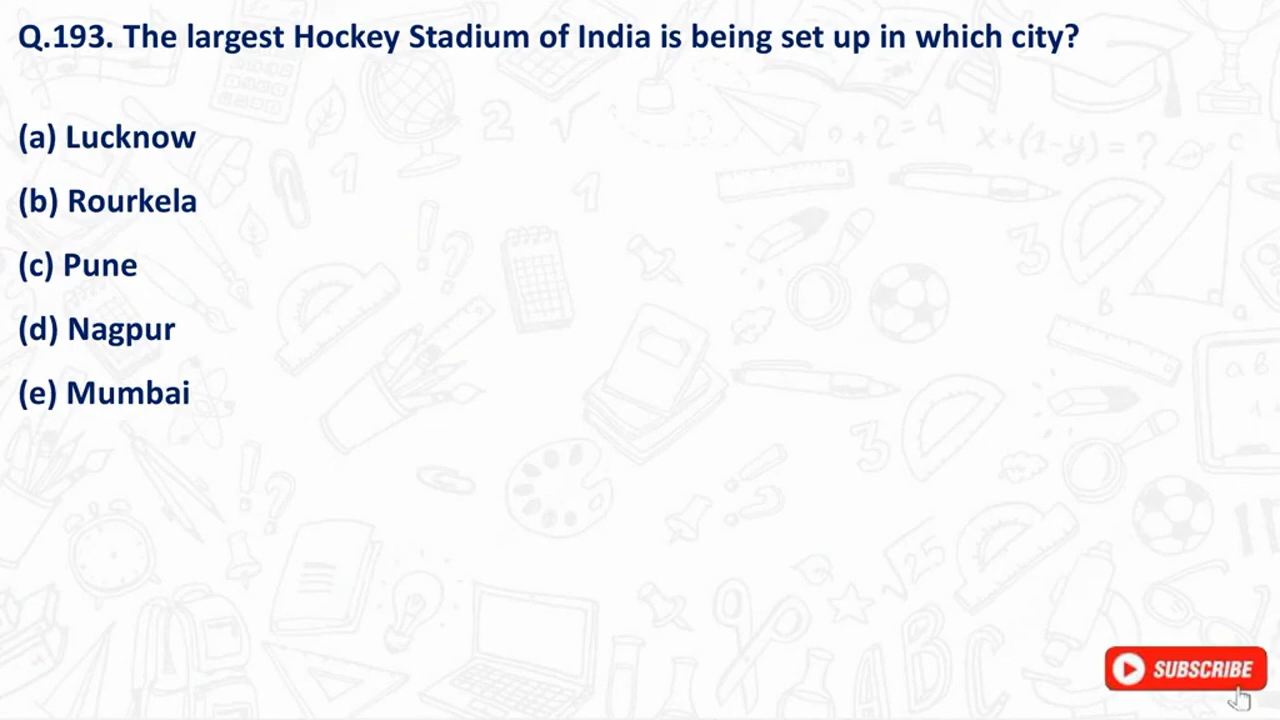 Q.193. The largest Hockey Stadium of India is being set up in which city?
(a) Lucknow
(b) Rourkela
(c) Pune
(d) Nagpur
(e) Mumbai
SUBSCRIBE